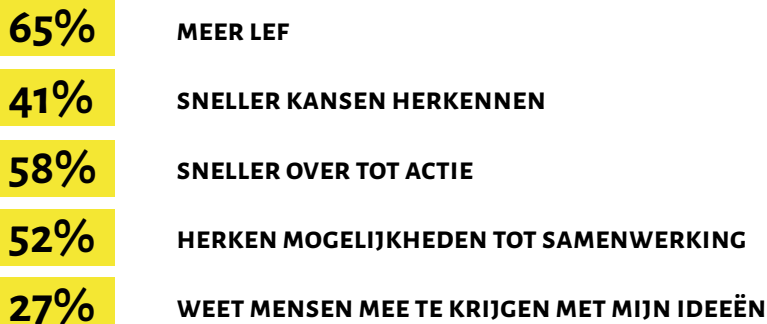 65% MEER LEF
41% SNELLER KANSEN HERKENNEN
58% SNELLER OVER TOT ACTIE
52% HERKEN MOGELIJKHEDEN TOT SAMENWERKING
27% WEET MENSEN MEE TE KRIJGEN MET MIJN IDEEËN